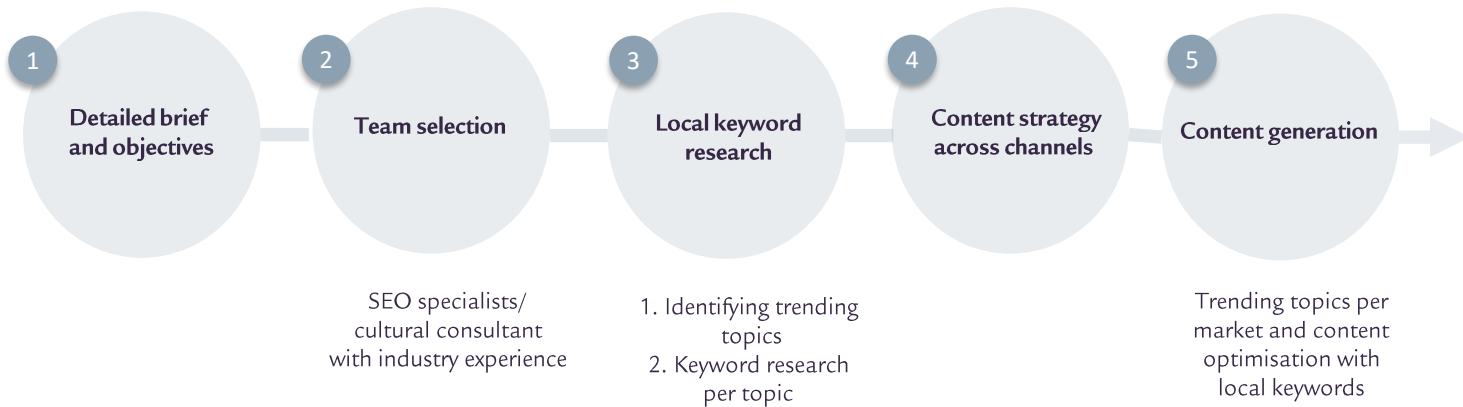 1
Detailed brief
and objectives
2
Team selection
SEO specialists/
cultural consultant
with industry experience
3
Local keyword
research
1. Identifying trending
topics
2. Keyword research
per topic
4
Content strategy
across channels
5
Content generation
Trending topics per
market and content
optimisation with
local keywords